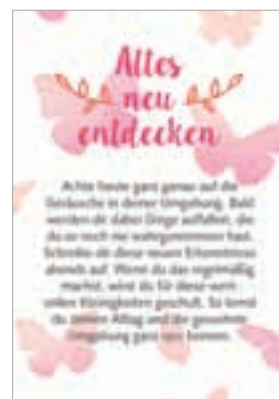 Altes
neu
entdecken
Achte heute ganz genau auf die
Geräusche in deiner Umgebung. Bald
werden dir dabei Dinge auffallen, die
du so noch nie wahrgenommen hast.
Schreibe dir diese neuen Erkenntnisse
abends auf. Wenn du das regelmäßig
machst, wirst du für diese wert-
vollen Kleinigkeiten geschult. So lernst
du deinen Alltag und die gewohnte
Umgebung ganz neu kennen.